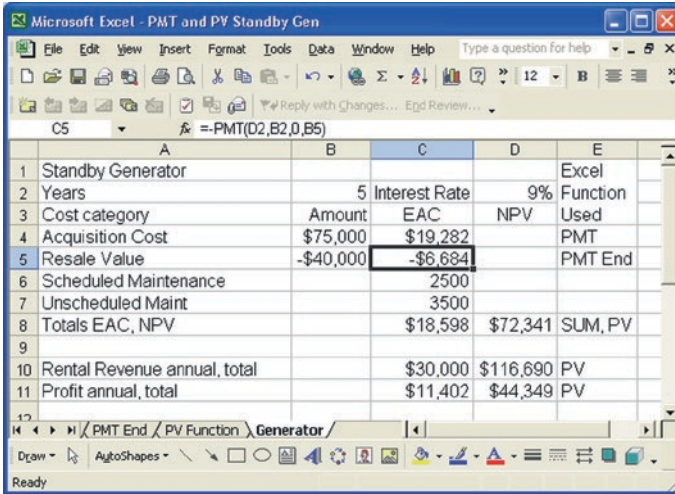 Microsoft Excel - PMT and PV Standby Gen
File Edit View Insert Format Tools Data Window Help Type a question for help
12 B
Reply with Changes... End Review...
C5 fx =-PMT(D2,B2,0,B5)
A B C D E
1 Standby Generator Excel
2 Years 5 Interest Rate 9% Function
3 Cost category Amount EAC NPV Used
4 Acquisition Cost $75,000 $19,282 PMT
5 Resale Value -$40,000 -$6,684 PMT End
6 Scheduled Maintenance 2500
7 Unscheduled Maint 3500
8 Totals EAC, NPV $18,598 $72,341 SUM, PV
9
10 Rental Revenue annual, total $30,000 $116,690 PV
11 Profit annual, total $11,402 $44,349 PV
12
PMT End / PV Function \ Generator /
Draw AutoShapes
Ready